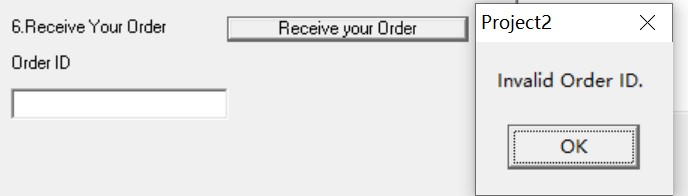 6.Receive Your Order
Receive your Order
Order ID
Project2
Invalid Order ID.
OK